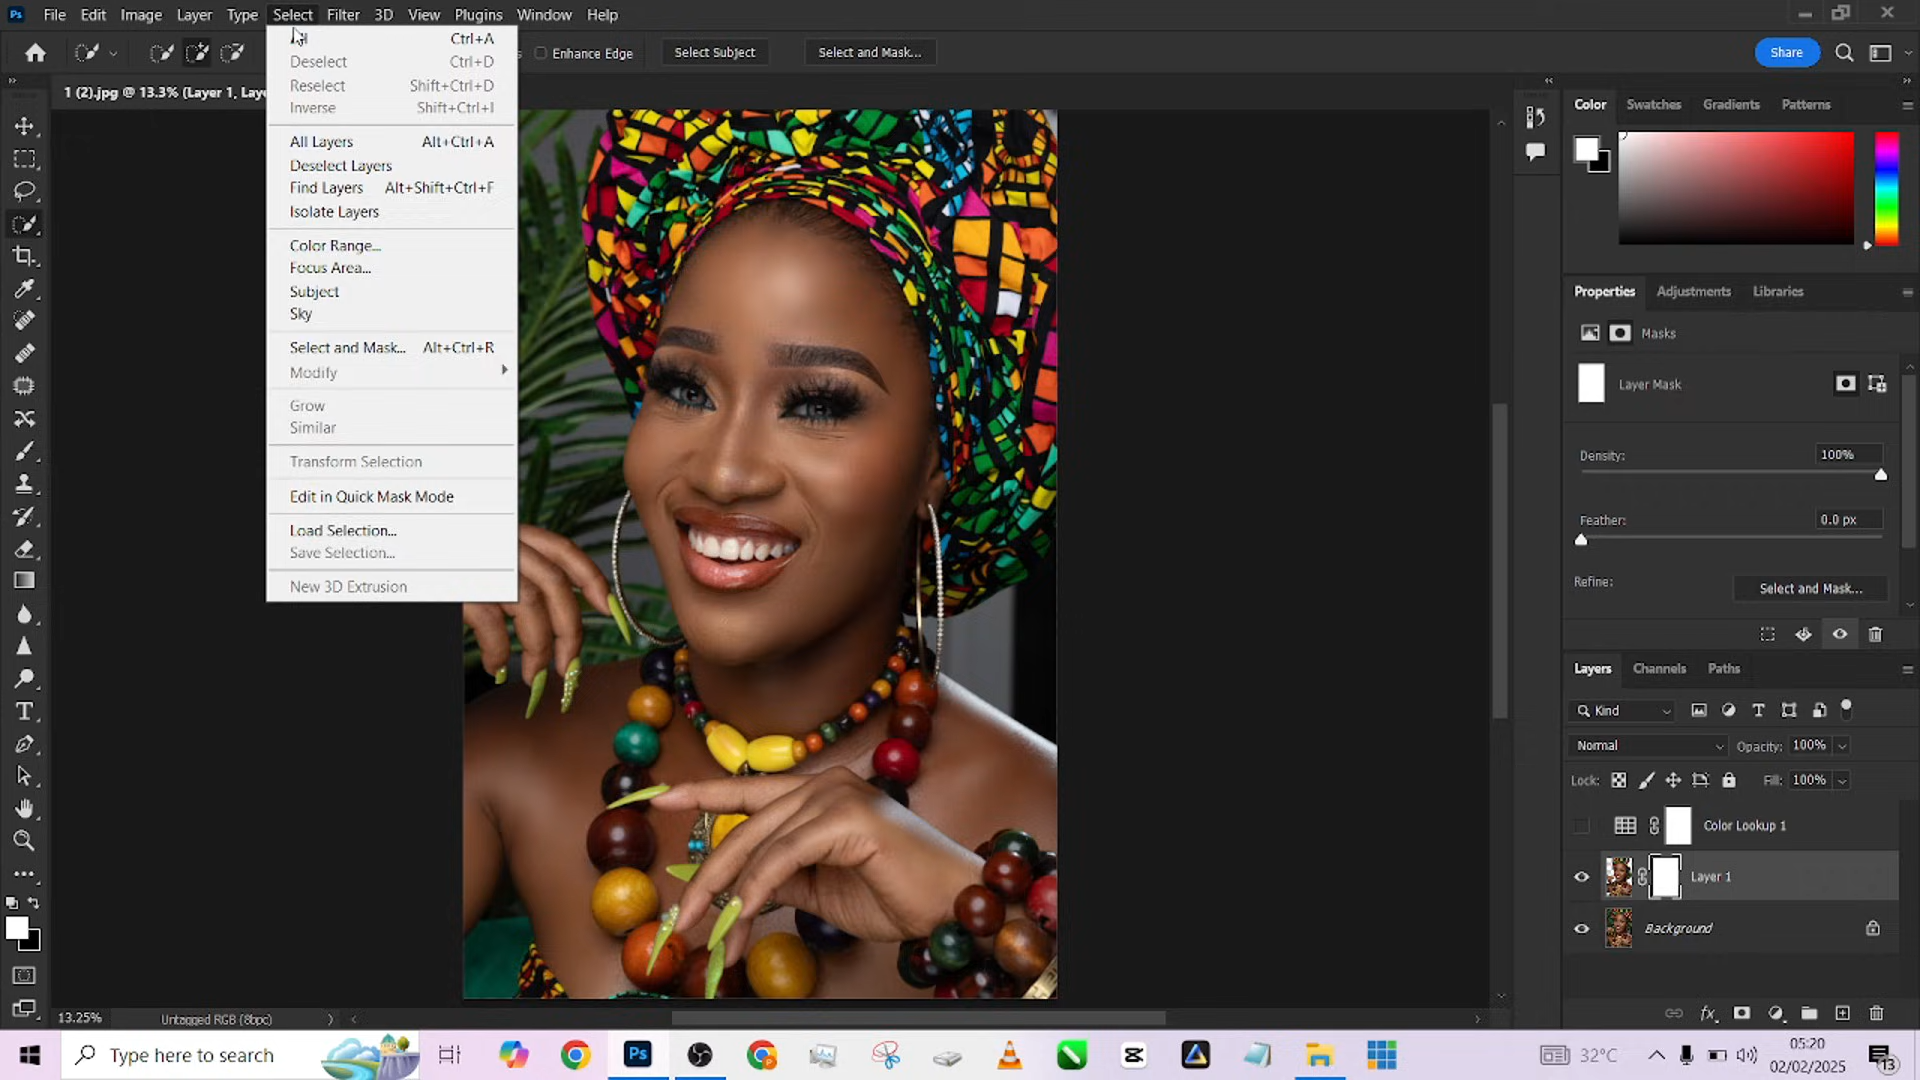 File Edit Image Layer Type Select Filter 3D View Plugins Window Help
Enhance Edge Select Subject Select and Mask... Share
1 (2).jpg @ 13.3% (Layer 1, Laye
Ctrl+A
Deselect Ctrl+D
Reselect Shift+Ctrl+D
Inverse Shift+Ctrl+I
All Layers Alt+Ctrl+A
Deselect Layers
Find Layers Alt+Shift+Ctrl+F
Isolate Layers
Color Range...
Focus Area...
Subject
Sky
Select and Mask... Alt+Ctrl+R
Modify
Grow
Similar
Transform Selection
Edit in Quick Mask Mode
Load Selection...
Save Selection...
New 3D Extrusion
Color Swatches Gradients Patterns
Properties Adjustments Libraries
Masks
Layer Mask
Density: 100%
Feather: 0.0 px
Refine: Select and Mask...
Layers Channels Paths
Kind
Normal Opacity: 100%
Lock: Fill: 100%
Color Lookup 1
Layer 1
Background
13.25% Untagged RGB (8bpc)
Type here to search
32°C
05:20
02/02/2025
13